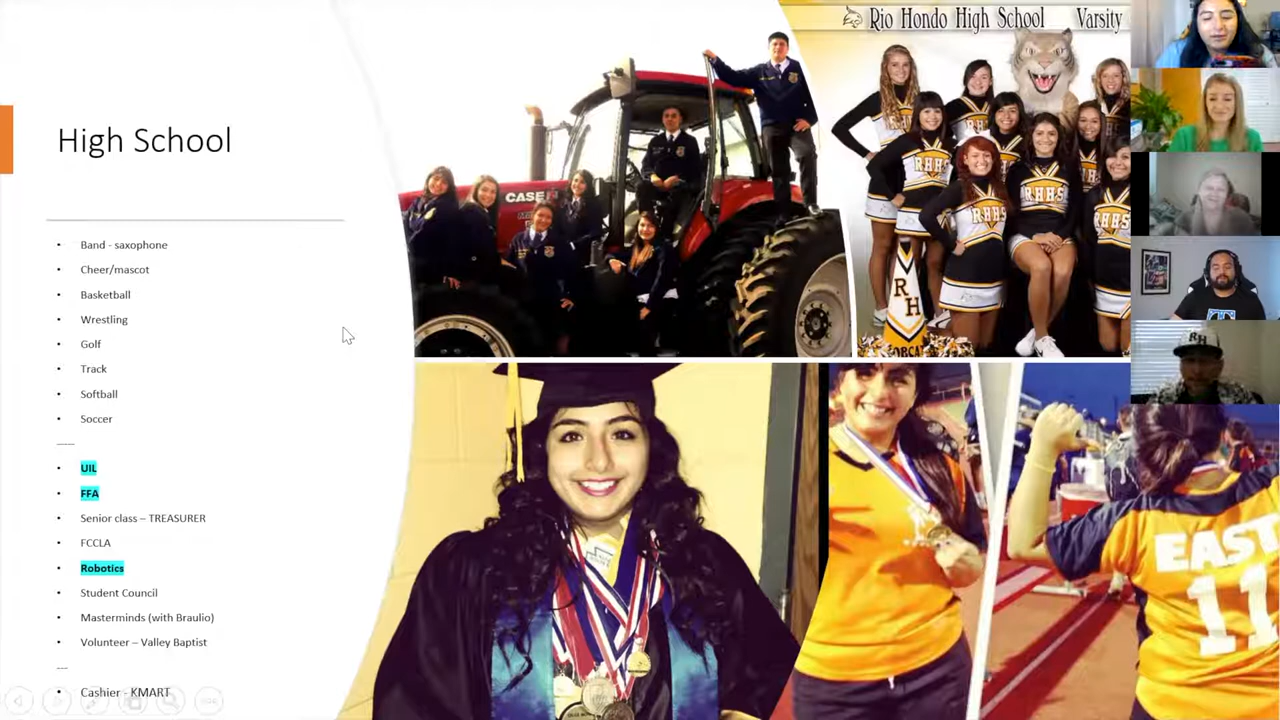 High School
Band - saxophone
Cheer/mascot
Basketball
Wrestling
Golf
Track
Softball
Soccer
UIL
FFA
Senior class – TREASURER
FCCLA
Robotics
Student Council
Masterminds (with Braulio)
Volunteer – Valley Baptist
Cashier - KMART
Rio Hondo High School Varsity
CASE
RHHS
RHHS
RHHS
RHHS
RH
RH
EAST
11